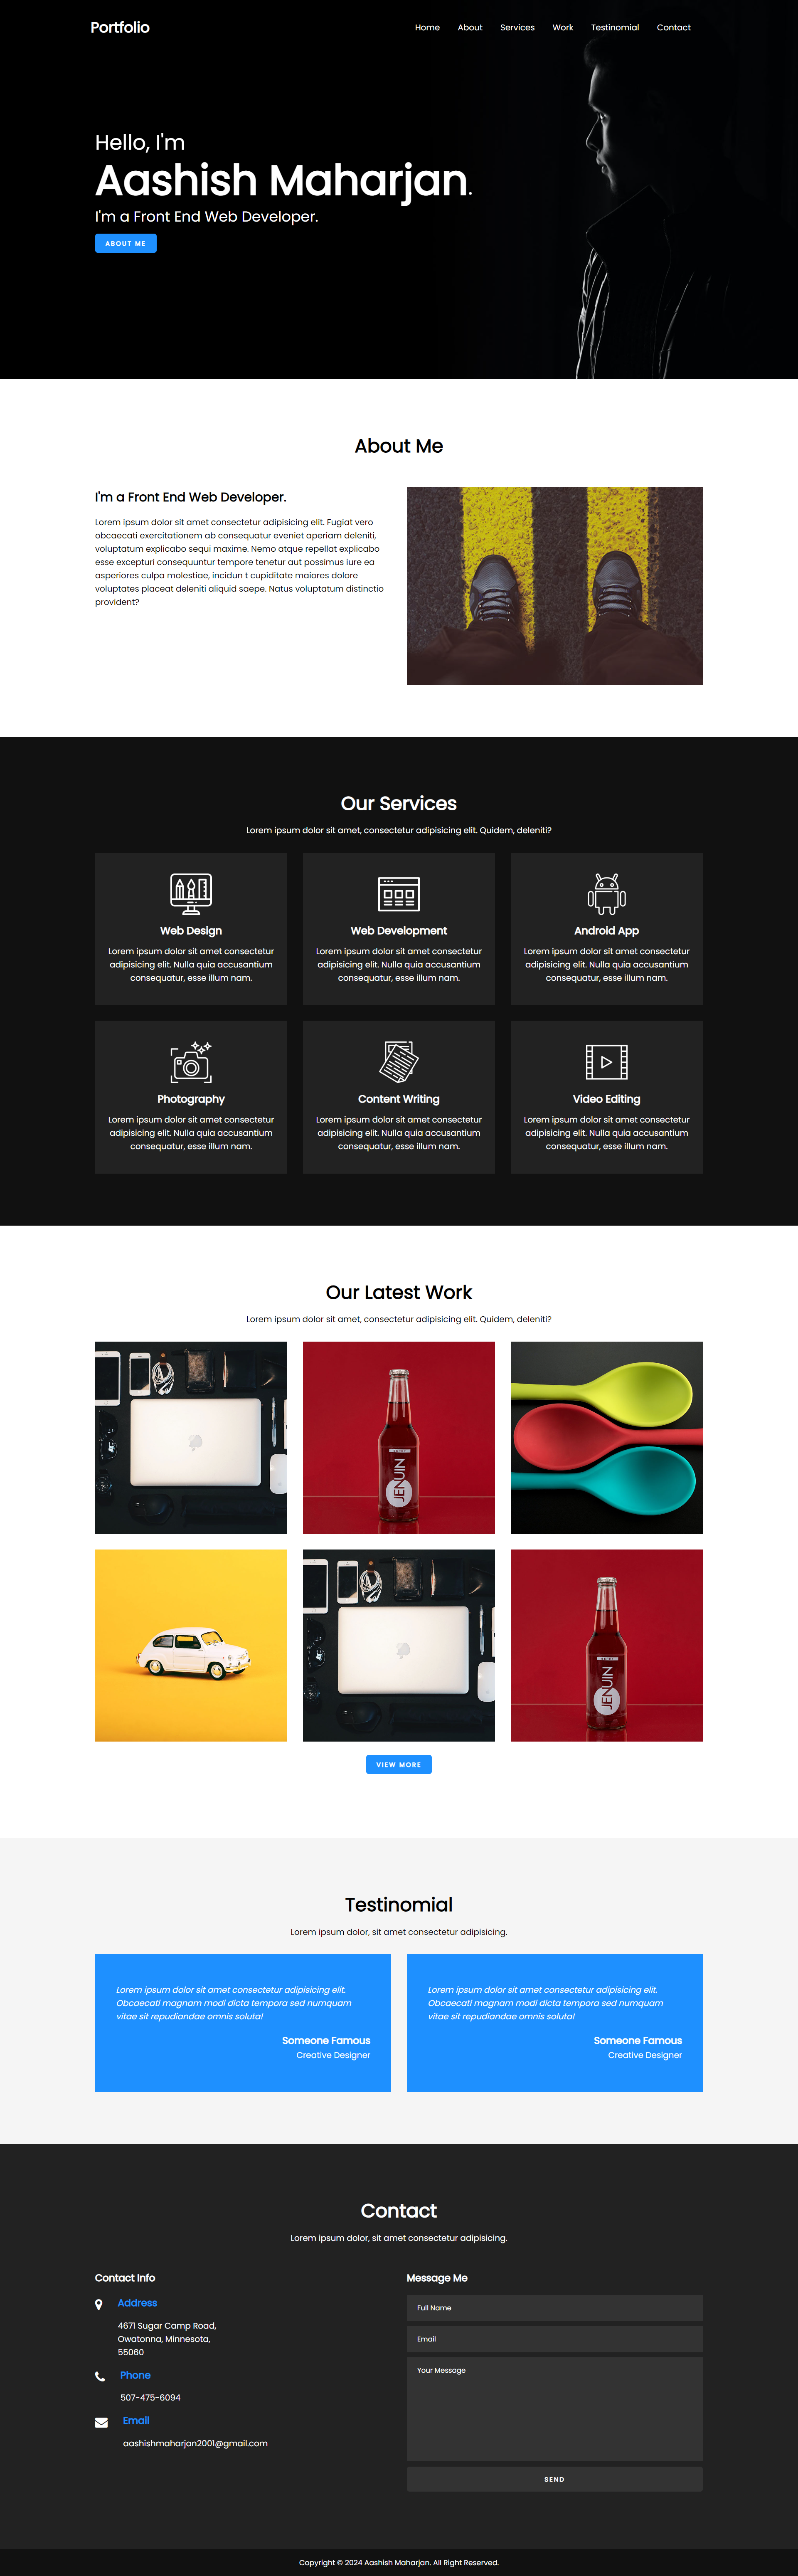 Portfolio
Home About Services Work Testinomial Contact
Hello, I'm
Aashish Maharjan.
I'm a Front End Web Developer.
ABOUT ME
About Me
I'm a Front End Web Developer.
Lorem ipsum dolor sit amet consectetur adipisicing elit. Fugiat vero
obcaecati exercitationem ab consequatur eveniet aperiam deleniti,
voluptatum explicabo sequi maxime. Nemo atque repellat explicabo
esse excepturi consequuntur tempore tenetur aut possimus iure ea
asperiores culpa molestiae, incidun t cupiditate maiores dolore
voluptates placeat deleniti aliquid saepe. Natus voluptatum distinctio
provident?
Our Services
Lorem ipsum dolor sit amet, consectetur adipisicing elit. Quidem, deleniti?
Web Design
Lorem ipsum dolor sit amet consectetur
adipisicing elit. Nulla quia accusantium
consequatur, esse illum nam.
Web Development
Lorem ipsum dolor sit amet consectetur
adipisicing elit. Nulla quia accusantium
consequatur, esse illum nam.
Android App
Lorem ipsum dolor sit amet consectetur
adipisicing elit. Nulla quia accusantium
consequatur, esse illum nam.
Photography
Lorem ipsum dolor sit amet consectetur
adipisicing elit. Nulla quia accusantium
consequatur, esse illum nam.
Content Writing
Lorem ipsum dolor sit amet consectetur
adipisicing elit. Nulla quia accusantium
consequatur, esse illum nam.
Video Editing
Lorem ipsum dolor sit amet consectetur
adipisicing elit. Nulla quia accusantium
consequatur, esse illum nam.
Our Latest Work
Lorem ipsum dolor sit amet, consectetur adipisicing elit. Quidem, deleniti?
JENUIN
JENUIN
VIEW MORE
Testinomial
Lorem ipsum dolor, sit amet consectetur adipisicing.
Lorem ipsum dolor sit amet consectetur adipisicing elit.
Obcaecati magnam modi dicta tempora sed numquam
vitae sit repudiandae omnis soluta!
Someone Famous
Creative Designer
Lorem ipsum dolor sit amet consectetur adipisicing elit.
Obcaecati magnam modi dicta tempora sed numquam
vitae sit repudiandae omnis soluta!
Someone Famous
Creative Designer
Contact
Lorem ipsum dolor, sit amet consectetur adipisicing.
Contact Info
Address
4671 Sugar Camp Road,
Owatonna, Minnesota,
55060
Phone
507-475-6094
Email
aashishmaharjan2001@gmail.com
Message Me
Full Name
Email
Your Message
SEND
Copyright © 2024 Aashish Maharjan. All Right Reserved.